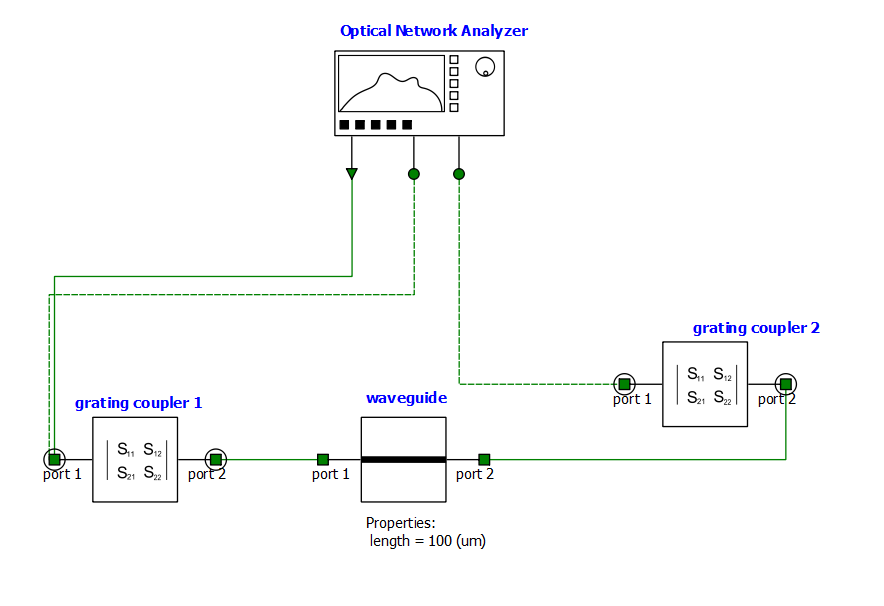 Optical Network Analyzer
grating coupler 2
S11 S12
S21 S22
port 1
port 2
grating coupler 1
S11 S12
S21 S22
port 1
port 2
waveguide
port 1
port 2
Properties:
length = 100 (um)